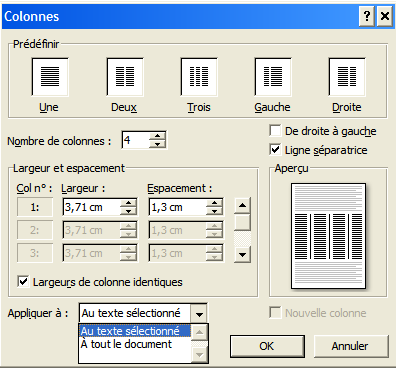 Colonnes
Prédéfinir
Une Deux Trois Gauche Droite
Nombre de colonnes : 4
De droite à gauche
Ligne séparatrice
Largeur et espacement
Aperçu
Col n° : Largeur : Espacement :
1: 3,71 cm 1,3 cm
2: 3,71 cm 1,3 cm
3: 3,71 cm 1,3 cm
Largeurs de colonne identiques
Appliquer à : Au texte sélectionné
Nouvelle colonne
Au texte sélectionné
À tout le document
OK Annuler